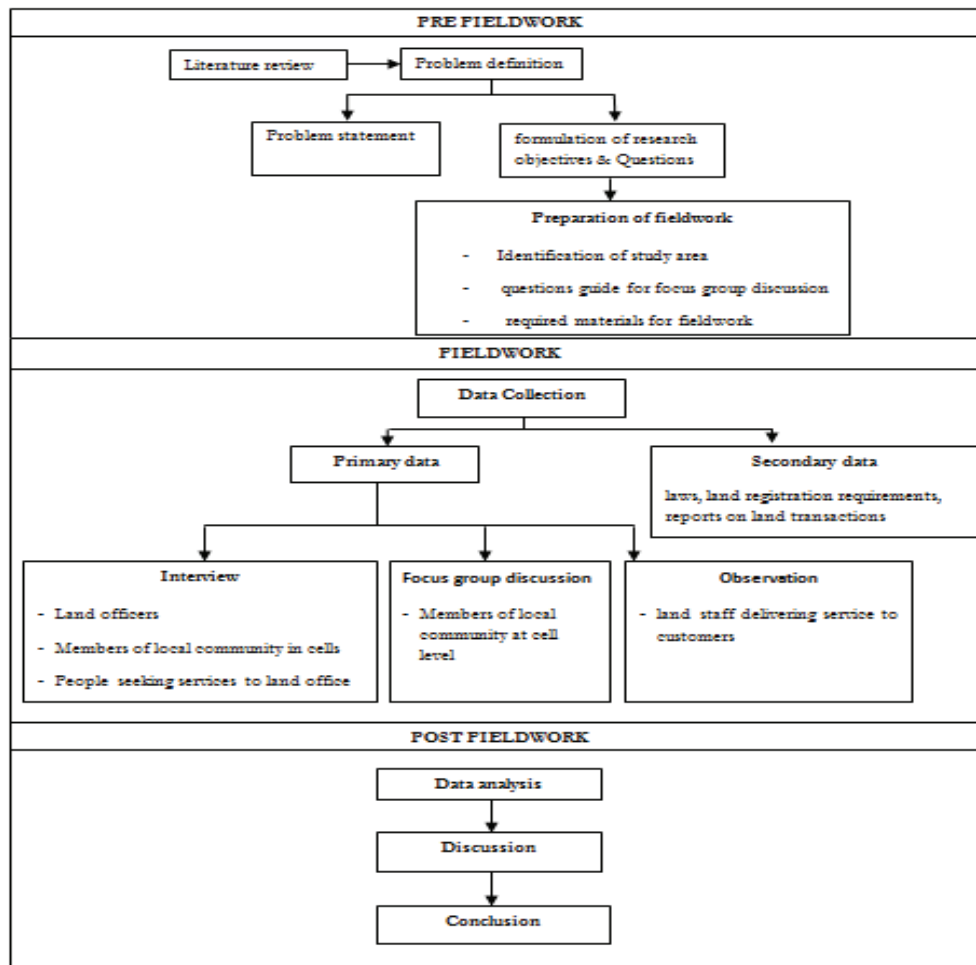 PRE FIELDWORK
Literature review
Problem definition
Problem statement
formulation of research
objectives & Questions
Preparation of fieldwork
- Identification of study area
- questions guide for focus group discussion
- required materials for fieldwork
FIELDWORK
Data Collection
Primary data
Secondary data
laws, land registration requirements,
reports on land transactions
Interview
- Land officers
- Members of local community in cells
- People seeking services to land office
Focus group discussion
- Members of local
community at cell
level
Observation
- land staff delivering service to
customers
POST FIELDWORK
Data analysis
Discussion
Conclusion